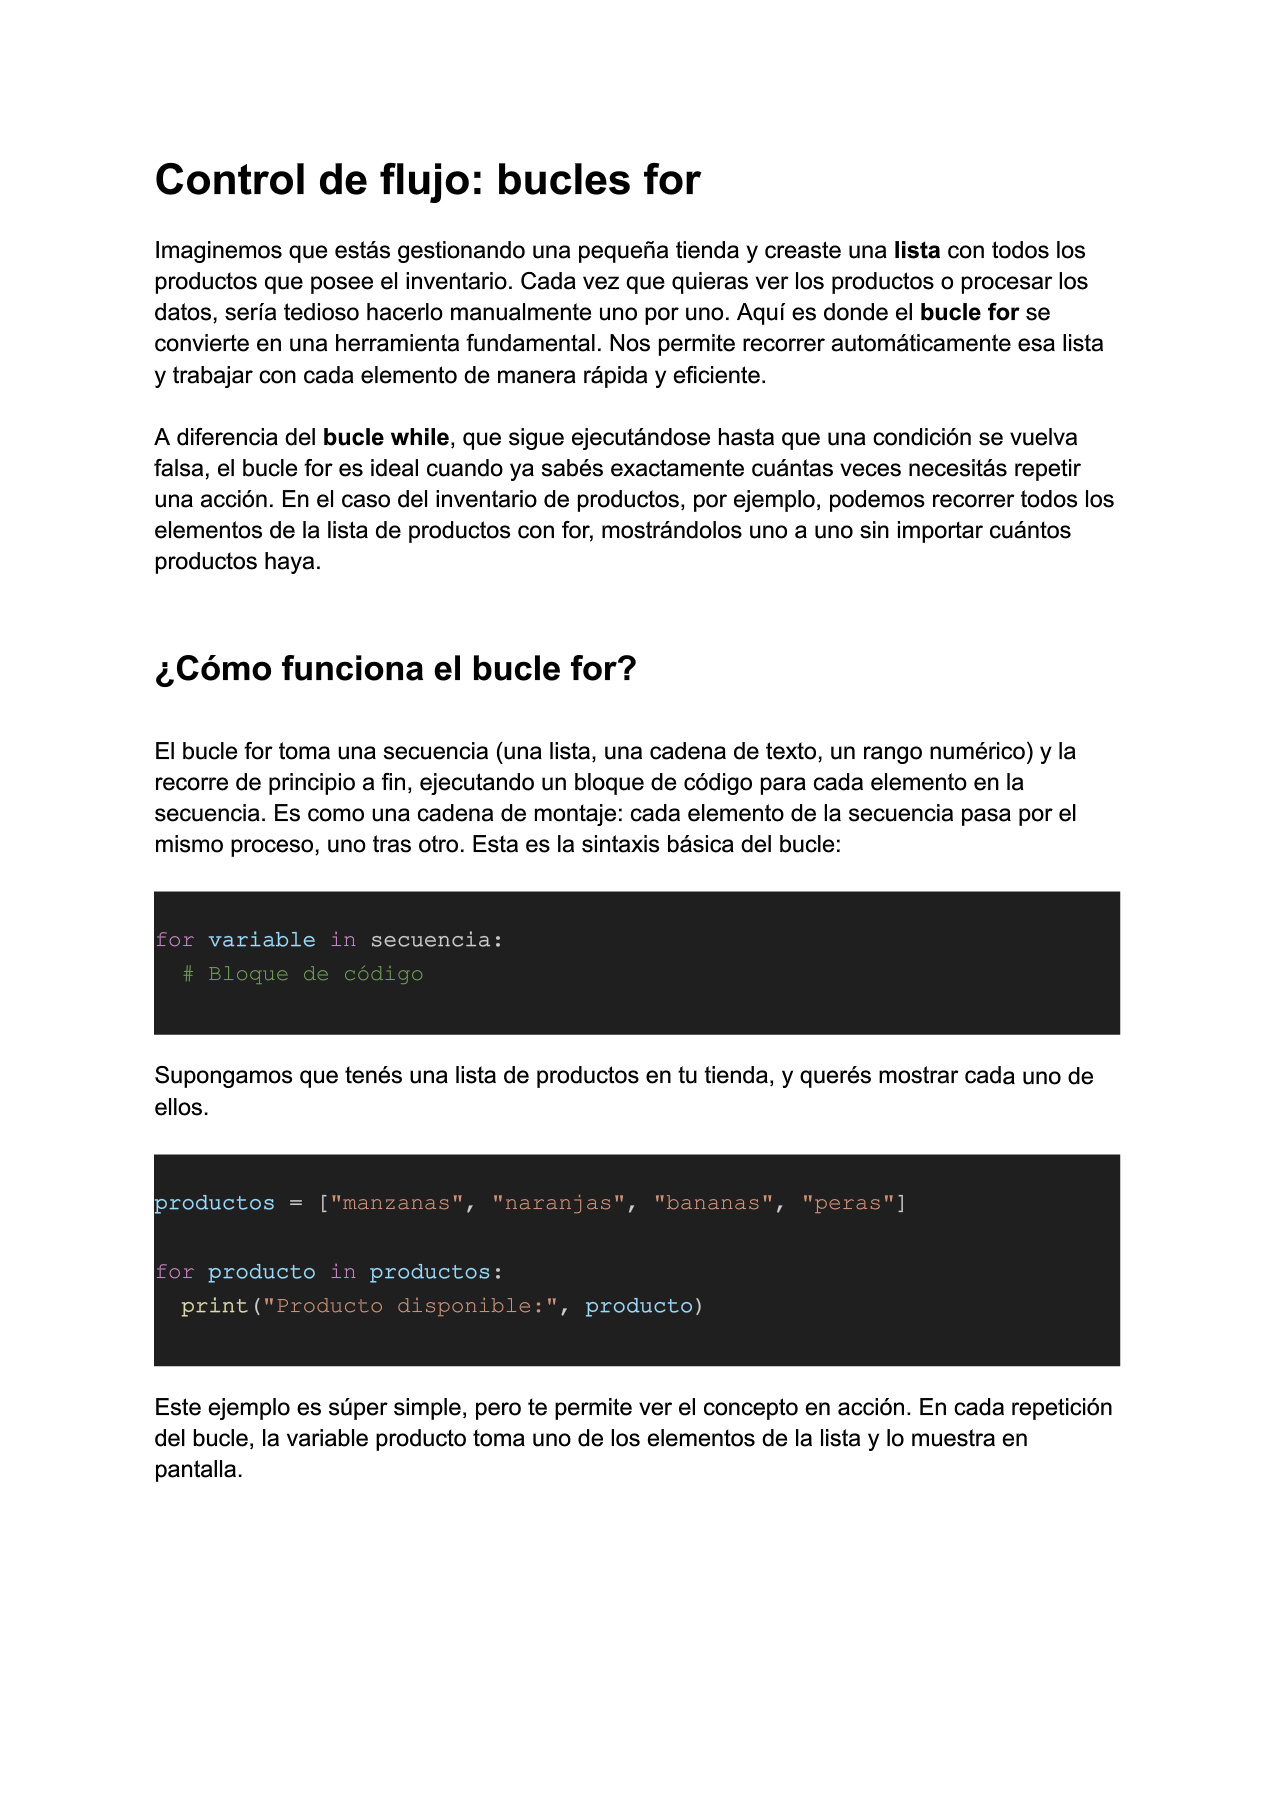 Control de flujo: bucles for
Imaginemos que estás gestionando una pequeña tienda y creaste una lista con todos los
productos que posee el inventario. Cada vez que quieras ver los productos o procesar los
datos, sería tedioso hacerlo manualmente uno por uno. Aquí es donde el bucle for se
convierte en una herramienta fundamental. Nos permite recorrer automáticamente esa lista
y trabajar con cada elemento de manera rápida y eficiente.
A diferencia del bucle while, que sigue ejecutándose hasta que una condición se vuelva
falsa, el bucle for es ideal cuando ya sabés exactamente cuántas veces necesitás repetir
una acción. En el caso del inventario de productos, por ejemplo, podemos recorrer todos los
elementos de la lista de productos con for, mostrándolos uno a uno sin importar cuántos
productos haya.
¿Cómo funciona el bucle for?
El bucle for toma una secuencia (una lista, una cadena de texto, un rango numérico) y la
recorre de principio a fin, ejecutando un bloque de código para cada elemento en la
secuencia. Es como una cadena de montaje: cada elemento de la secuencia pasa por el
mismo proceso, uno tras otro. Esta es la sintaxis básica del bucle:
for variable in secuencia:
  # Bloque de código
Supongamos que tenés una lista de productos en tu tienda, y querés mostrar cada uno de
ellos.
productos = ["manzanas", "naranjas", "bananas", "peras"]
for producto in productos:
  print("Producto disponible:", producto)
Este ejemplo es súper simple, pero te permite ver el concepto en acción. En cada repetición
del bucle, la variable producto toma uno de los elementos de la lista y lo muestra en
pantalla.